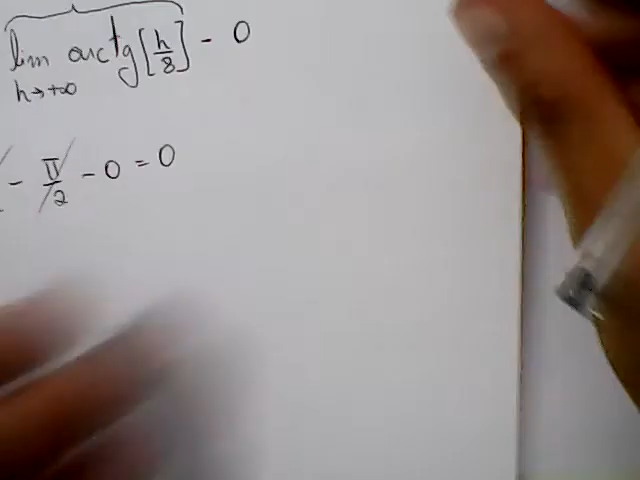 lim arctg [h/8] - 0
h→+∞
- π/2 - 0 = 0